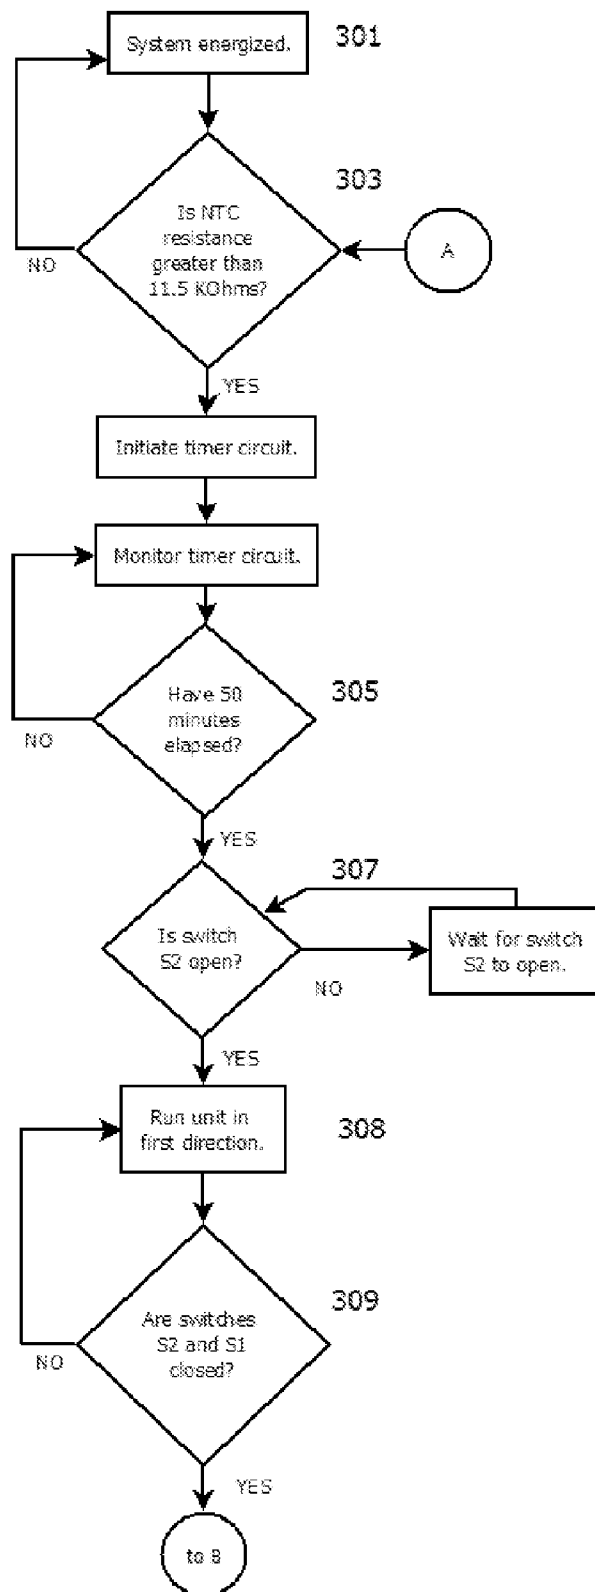 System energized.
301
303
Is NTC
resistance
greater than
11.5 KOhms?
A
NO
YES
Initiate timer circuit.
Monitor timer circuit.
305
Have 50
minutes
elapsed?
NO
YES
307
Is switch
S2 open?
Wait for switch
S2 to open.
NO
YES
Run unit in
first direction.
308
309
Are switches
S2 and S1
closed?
NO
YES
to B